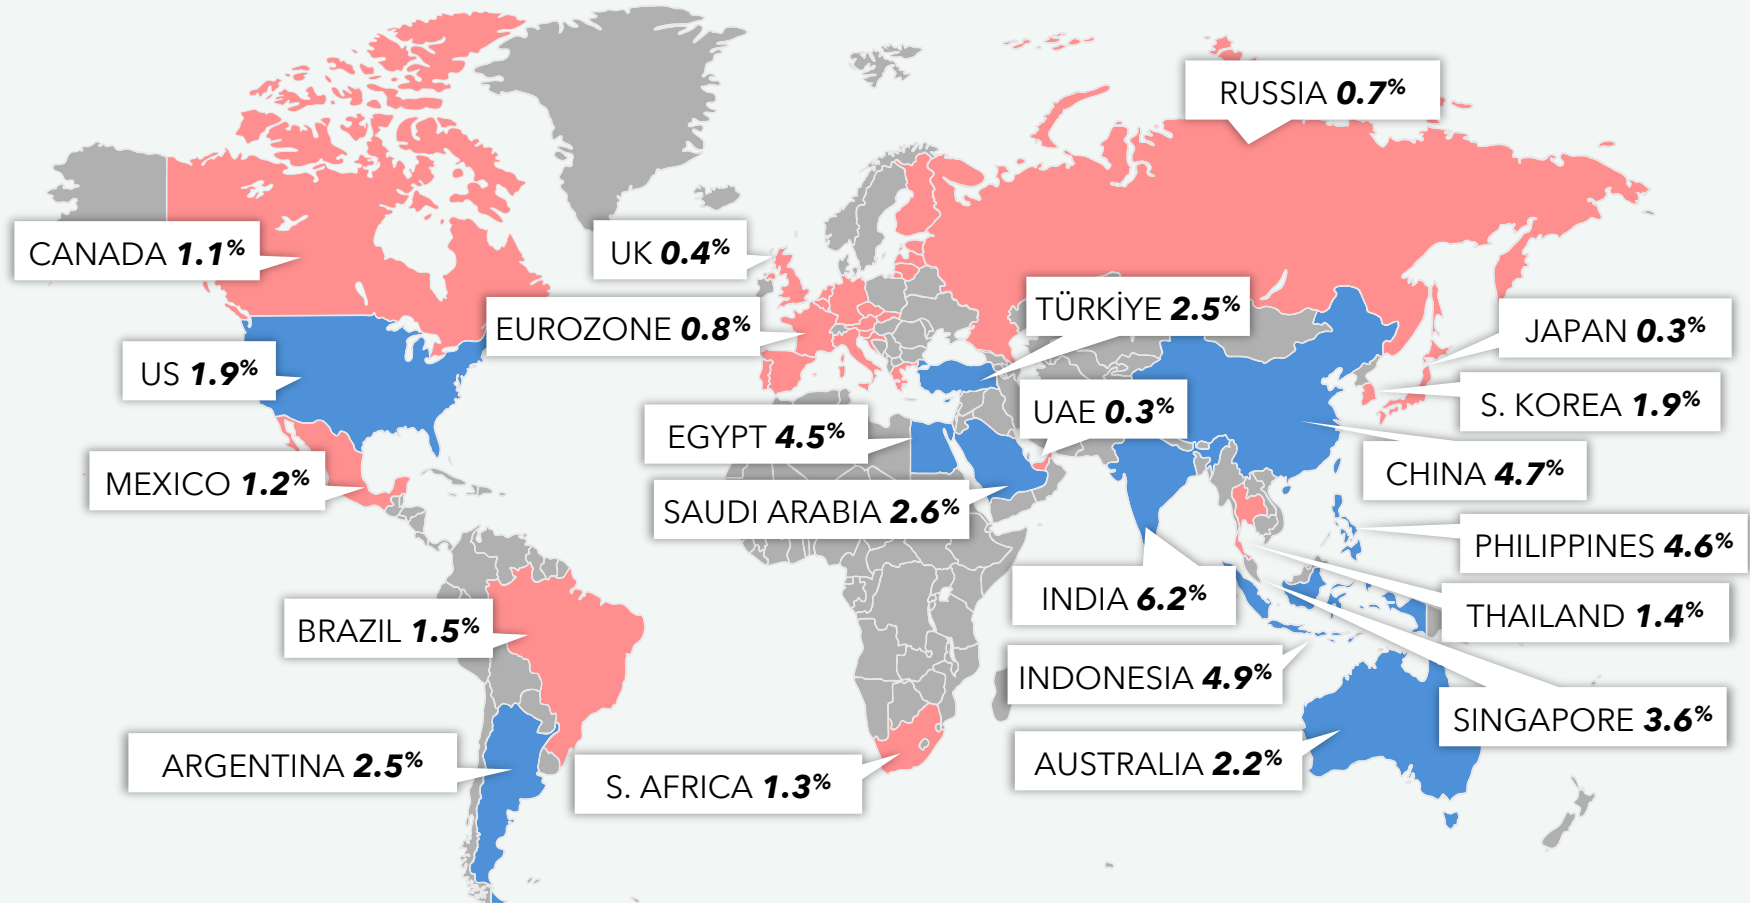 RUSSIA 0.7%
CANADA 1.1%
UK 0.4%
TÜRKİYE 2.5%
EUROZONE 0.8%
JAPAN 0.3%
US 1.9%
S. KOREA 1.9%
UAE 0.3%
EGYPT 4.5%
CHINA 4.7%
MEXICO 1.2%
SAUDI ARABIA 2.6%
PHILIPPINES 4.6%
INDIA 6.2%
THAILAND 1.4%
BRAZIL 1.5%
INDONESIA 4.9%
SINGAPORE 3.6%
ARGENTINA 2.5%
AUSTRALIA 2.2%
S. AFRICA 1.3%